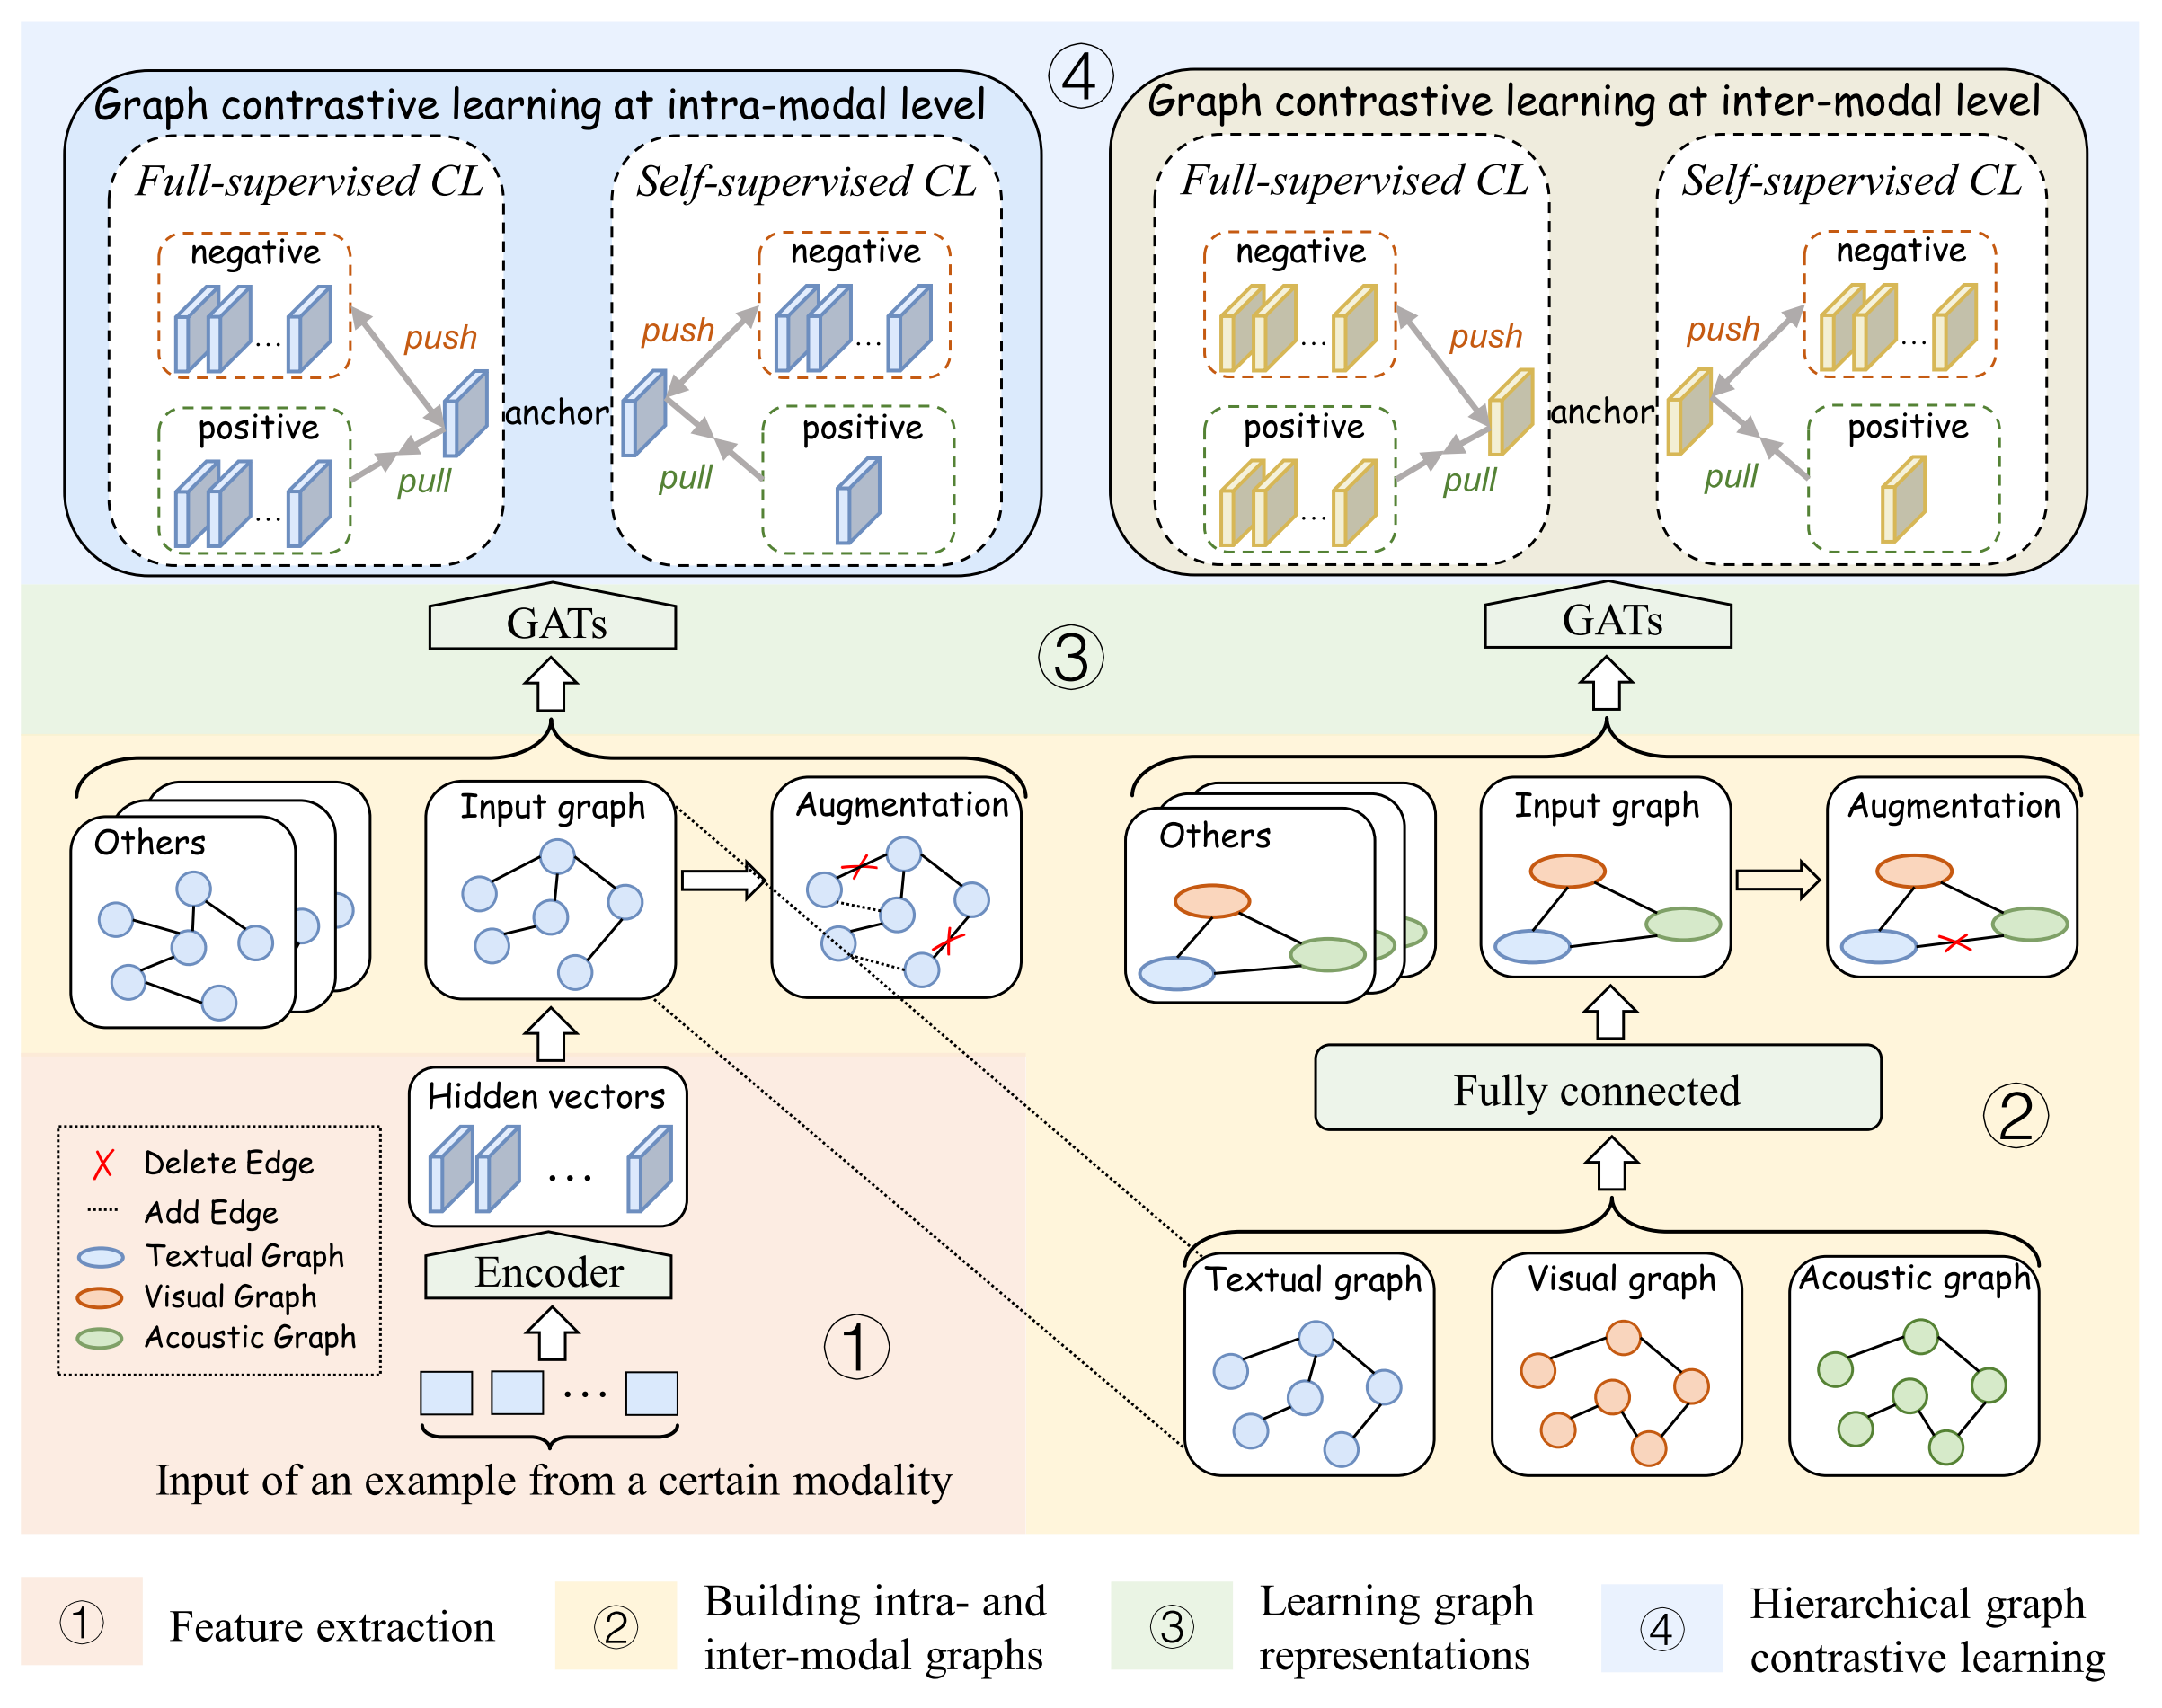 ④
Graph contrastive learning at intra-modal level
Full-supervised CL
negative
...
push
positive
...
pull
anchor
Self-supervised CL
negative
...
push
positive
pull
Graph contrastive learning at inter-modal level
Full-supervised CL
negative
...
push
positive
...
pull
anchor
Self-supervised CL
negative
...
push
positive
pull
GATs
③
GATs
Others
Input graph
Augmentation
Others
Input graph
Augmentation
Hidden vectors
...
Fully connected
②
Delete Edge
Add Edge
Textual Graph
Visual Graph
Acoustic Graph
Encoder
①
...
Input of an example from a certain modality
Textual graph
Visual graph
Acoustic graph
① Feature extraction
② Building intra- and
inter-modal graphs
③ Learning graph
representations
④ Hierarchical graph
contrastive learning